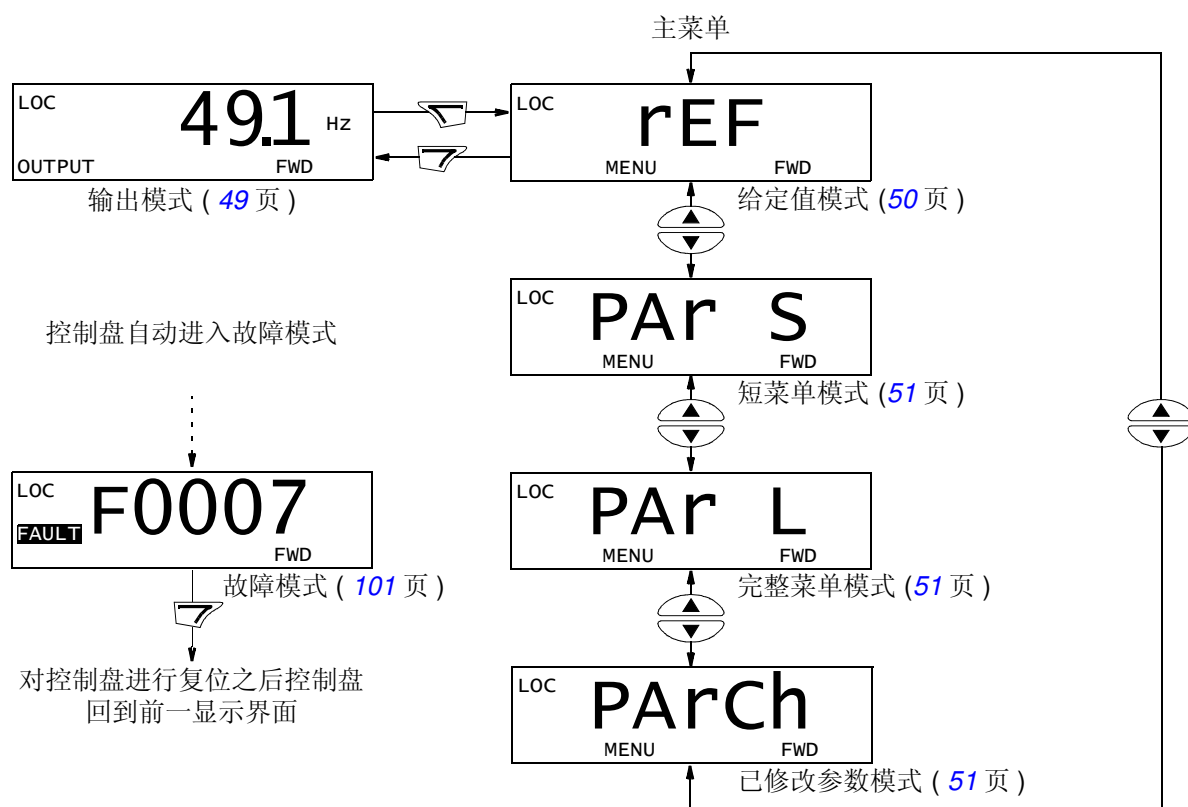 主菜单
LOC
49.1 Hz
OUTPUT FWD
输出模式 ( 49 页 )
LOC
rEF
MENU FWD
给定值模式 (50 页 )
LOC
PAr S
MENU FWD
短菜单模式 (51 页 )
控制盘自动进入故障模式
LOC
F0007
FAULT
FWD
故障模式 ( 101 页 )
对控制盘进行复位之后控制盘
回到前一显示界面
LOC
PAr L
MENU FWD
完整菜单模式 (51 页 )
LOC
PArCh
MENU FWD
已修改参数模式 ( 51 页 )